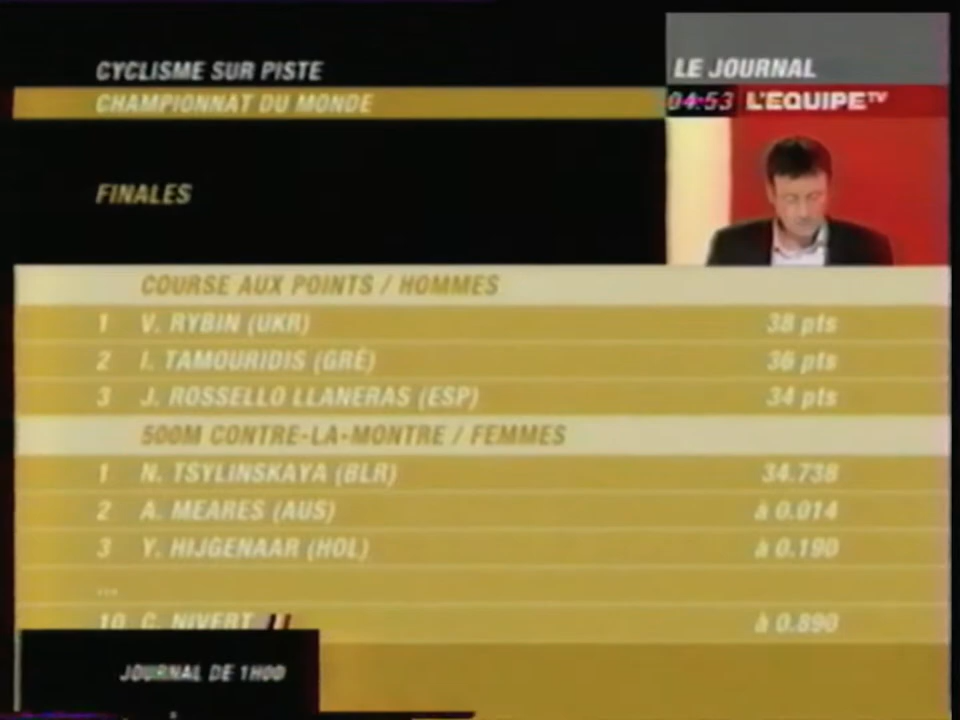 CYCLISME SUR PISTE
LE JOURNAL
CHAMPIONNAT DU MONDE
04:53 L'EQUIPE TV
FINALES
COURSE AUX POINTS / HOMMES
1 V. RYBIN (UKR) 38 pts
2 I. TAMOURIDIS (GRÈ) 36 pts
3 J. ROSSELLO LLANERAS (ESP) 34 pts
500M CONTRE-LA-MONTRE / FEMMES
1 N. TSYLINSKAYA (BLR) 34.738
2 A. MEARES (AUS) à 0.014
3 Y. HIJGENAAR (HOL) à 0.190
...
10 C. NIVERT à 0.890
JOURNAL DE 1H00